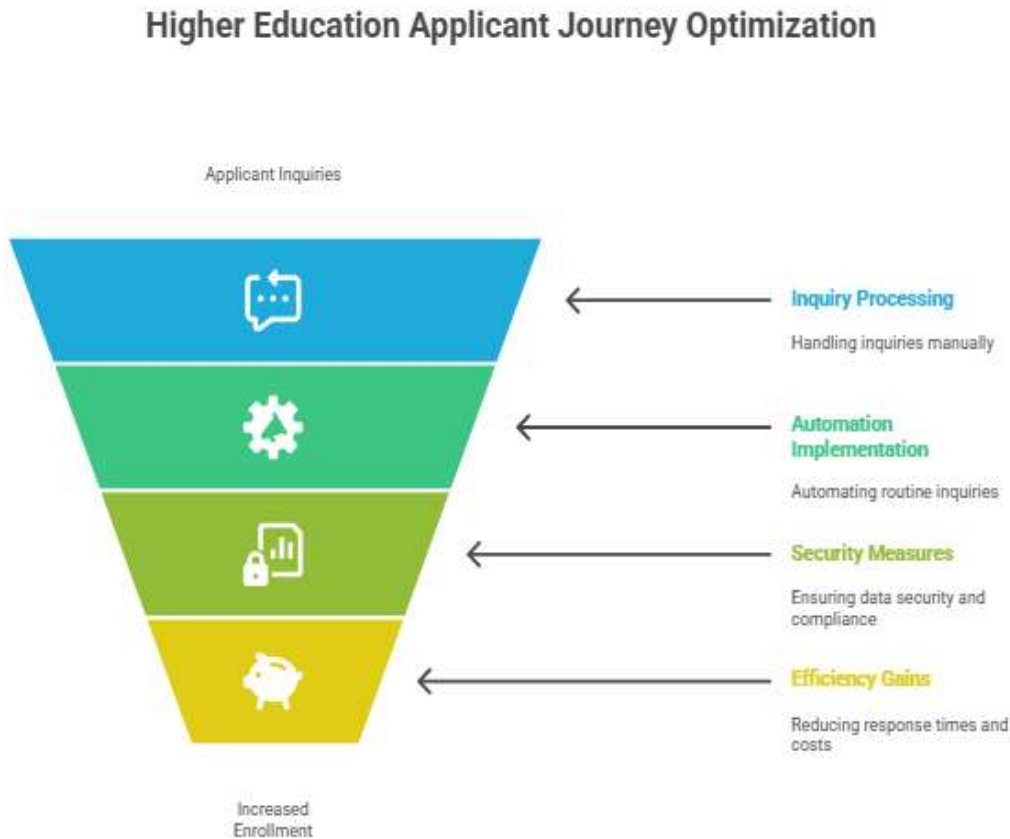 Higher Education Applicant Journey Optimization
Applicant Inquiries
Inquiry Processing
Handling inquiries manually
Automation
Implementation
Automating routine inquiries
Security Measures
Ensuring data security and
compliance
Efficiency Gains
Reducing response times and
costs
Increased
Enrollment